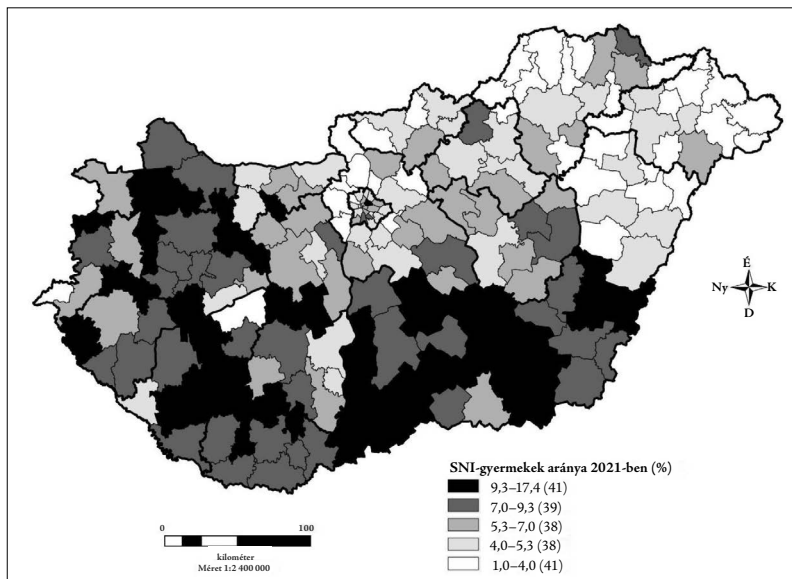 É
Ny K
D
SNI-gyermekek aránya 2021-ben (%)
9,3–17,4 (41)
7,0–9,3 (39)
5,3–7,0 (38)
4,0–5,3 (38)
1,0–4,0 (41)
0 100
kilométer
Méret 1:2 400 000